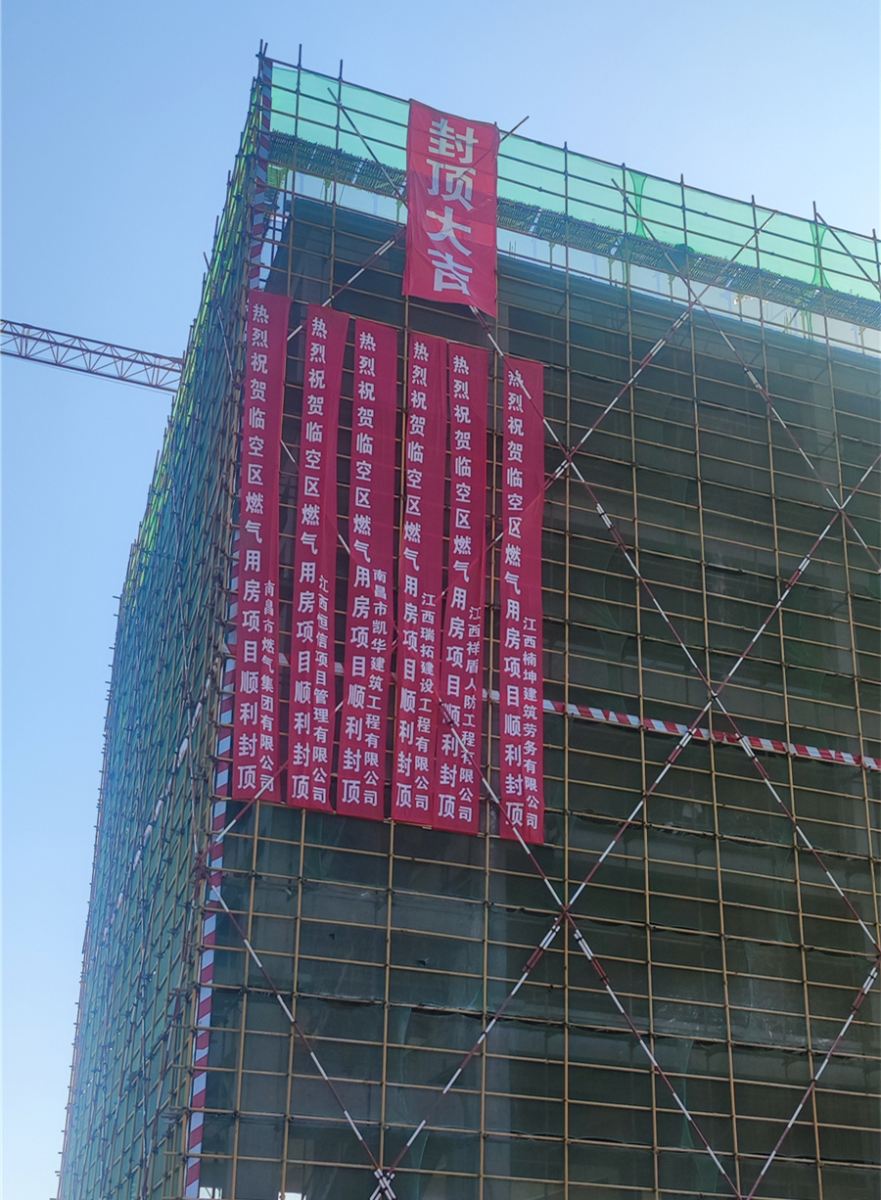 封顶大吉
热烈祝贺临空区燃气用房项目顺利封顶
南昌市燃气集团有限公司
热烈祝贺临空区燃气用房项目顺利封顶
江西恒信项目管理有限公司
热烈祝贺临空区燃气用房项目顺利封顶
南昌市凯华建筑工程有限公司
热烈祝贺临空区燃气用房项目顺利封顶
江西瑞拓建设工程有限公司
热烈祝贺临空区燃气用房项目顺利封顶
江西祥盾人防工程有限公司
热烈祝贺临空区燃气用房项目顺利封顶
江西楠坤建筑劳务有限公司